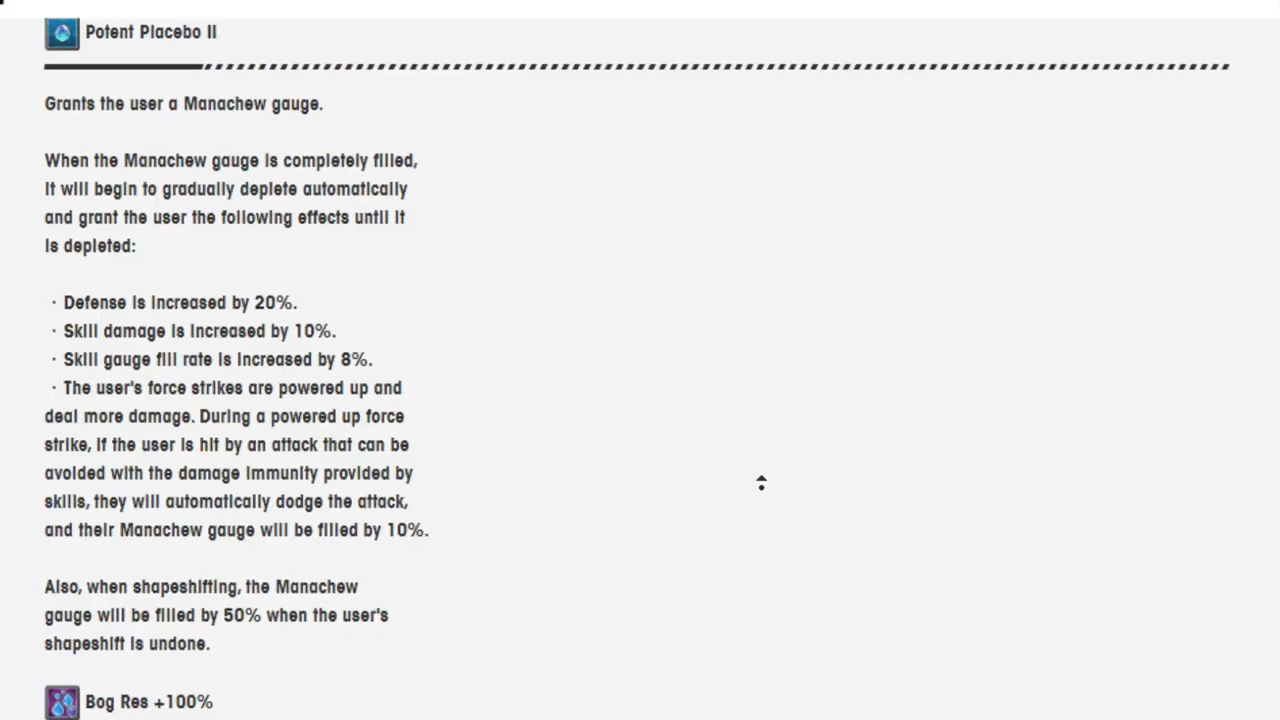 Potent Placebo II
Grants the user a Manachew gauge.
When the Manachew gauge is completely filled,
it will begin to gradually deplete automatically
and grant the user the following effects until it
is depleted:
· Defense is increased by 20%.
· Skill damage is increased by 10%.
· Skill gauge fill rate is increased by 8%.
· The user's force strikes are powered up and
deal more damage. During a powered up force
strike, if the user is hit by an attack that can be
avoided with the damage immunity provided by
skills, they will automatically dodge the attack,
and their Manachew gauge will be filled by 10%.
Also, when shapeshifting, the Manachew
gauge will be filled by 50% when the user's
shapeshift is undone.
Bog Res +100%